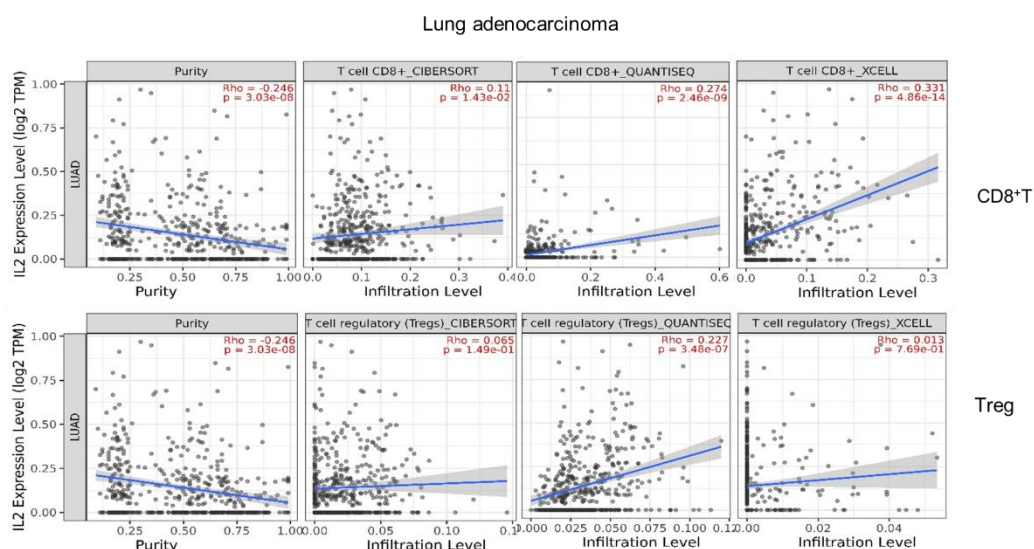 Lung adenocarcinoma
Purity
T cell CD8+_CIBERSORT
T cell CD8+_QUANTISEQ
T cell CD8+_XCELL
IL2 Expression Level (log2 TPM)
LUAD
1.00
0.75
0.50
0.25
0.00
Rho = -0.246
p = 3.03e-08
Rho = 0.11
p = 1.43e-02
Rho = 0.274
p = 2.46e-09
Rho = 0.331
p = 4.86e-14
CD8+T
0.25 0.50 0.75 1.00
0.0 0.1 0.2 0.3 0.4
0.0 0.2 0.4 0.6
0.0 0.1 0.2 0.3
Purity
Infiltration Level
Infiltration Level
Infiltration Level
Purity
T cell regulatory (Tregs)_CIBERSORT
T cell regulatory (Tregs)_QUANTISEQ
T cell regulatory (Tregs)_XCELL
IL2 Expression Level (log2 TPM)
LUAD
1.00
0.75
0.50
0.25
0.00
Rho = -0.246
p = 3.03e-08
Rho = 0.065
p = 1.49e-01
Rho = 0.227
p = 3.48e-07
Rho = 0.013
p = 7.69e-01
Treg
0.25 0.50 0.75 1.00
0.00 0.05 0.10
0.000 0.025 0.050 0.075 0.100 0.12
0.00 0.02 0.04
Purity
Infiltration Level
Infiltration Level
Infiltration Level